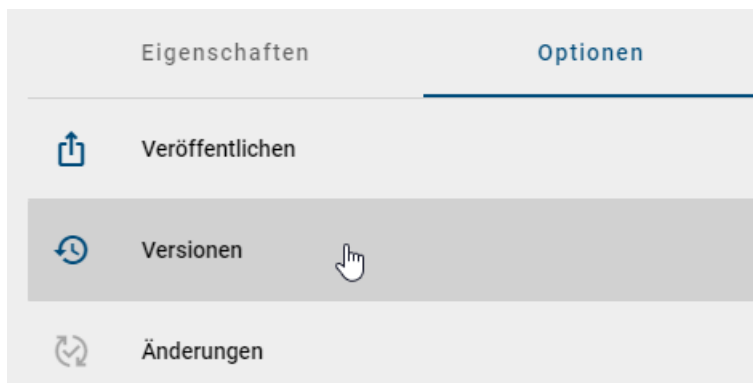 Eigenschaften Optionen
Veröffentlichen
Versionen
Änderungen